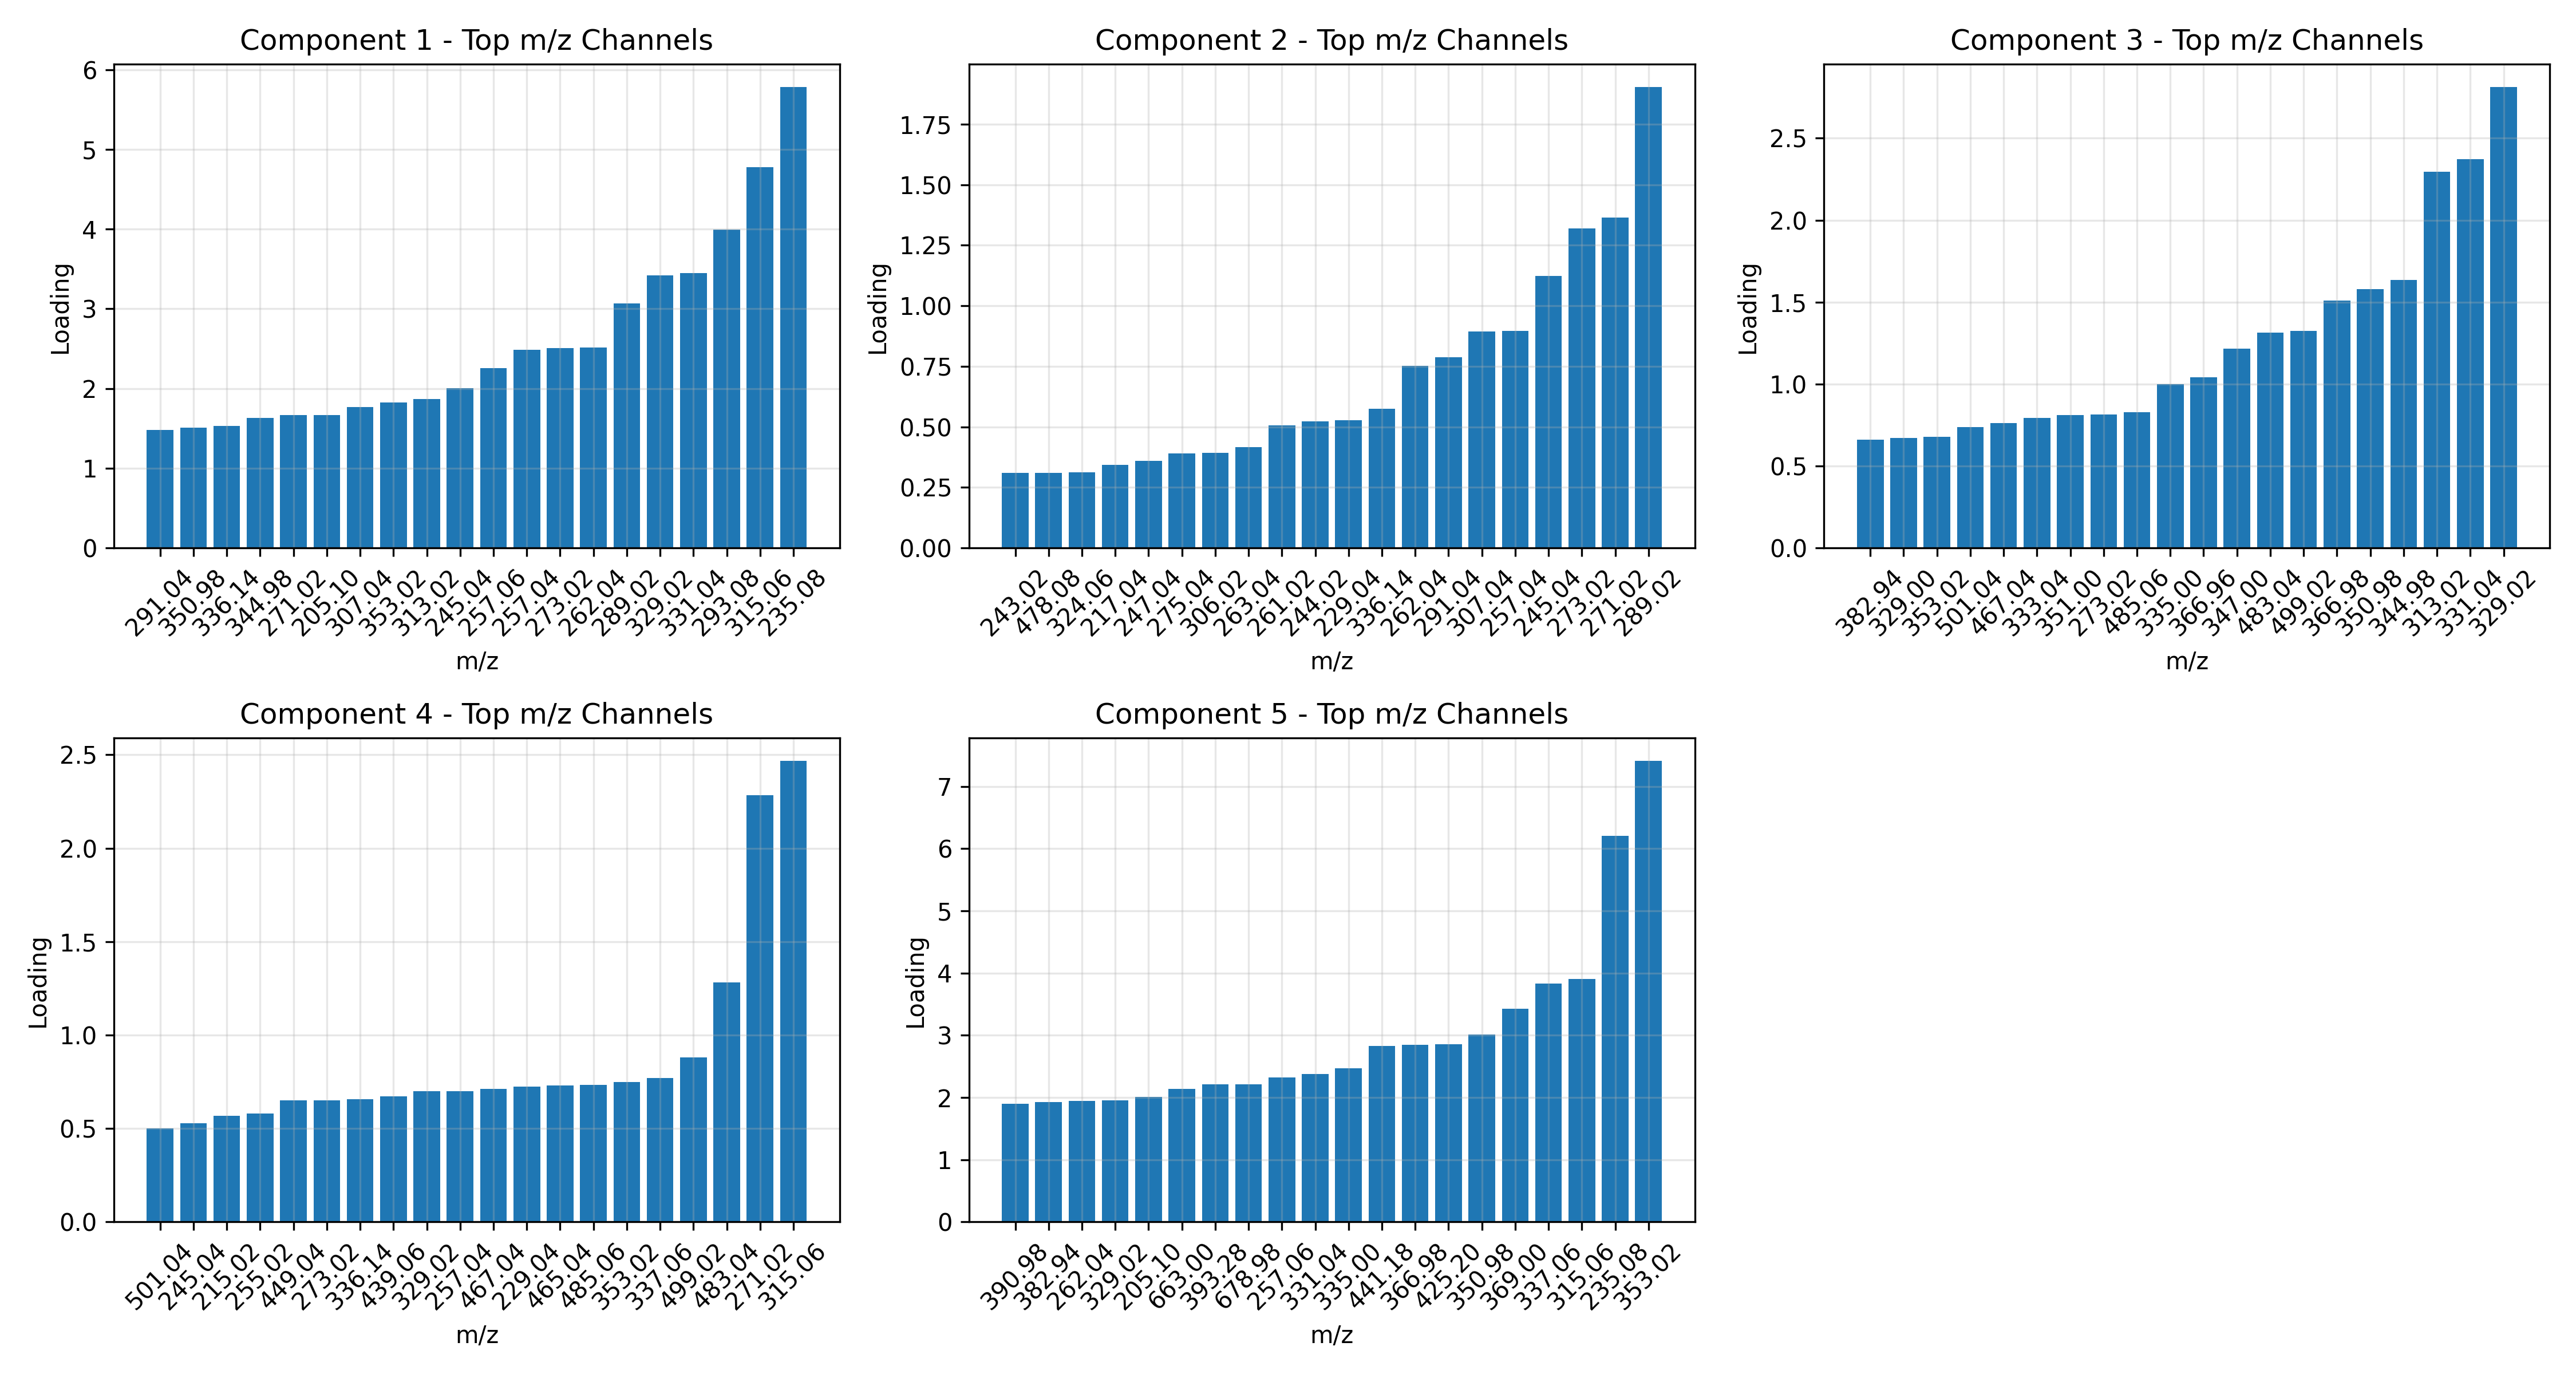 Component 1 - Top m/z Channels
Loading
6
5
4
3
2
1
0
291.04 350.98 336.14 344.98 271.02 205.10 307.04 353.02 313.02 245.04 257.06 257.04 273.02 262.04 289.02 329.02 331.04 293.08 315.06 235.08
m/z
Component 2 - Top m/z Channels
Loading
1.75
1.50
1.25
1.00
0.75
0.50
0.25
0.00
243.02 478.08 324.06 217.04 247.04 275.04 306.02 263.04 261.02 244.02 229.04 336.14 262.04 291.04 307.04 257.04 245.04 273.02 271.02 289.02
m/z
Component 3 - Top m/z Channels
Loading
2.5
2.0
1.5
1.0
0.5
0.0
382.94 329.00 353.02 501.04 467.04 333.04 351.00 273.02 485.06 335.00 366.96 347.00 483.04 499.02 366.98 350.98 344.98 313.02 331.04 329.02
m/z
Component 4 - Top m/z Channels
Loading
2.5
2.0
1.5
1.0
0.5
0.0
501.04 245.04 215.02 255.02 449.04 273.02 336.14 439.06 329.02 257.04 467.04 229.04 465.04 485.06 353.02 337.06 499.02 483.04 271.02 315.06
m/z
Component 5 - Top m/z Channels
Loading
7
6
5
4
3
2
1
0
390.98 382.94 262.04 329.02 205.10 663.00 393.28 678.98 257.06 331.04 335.00 441.18 366.98 425.20 350.98 369.00 337.06 315.06 235.08 353.02
m/z